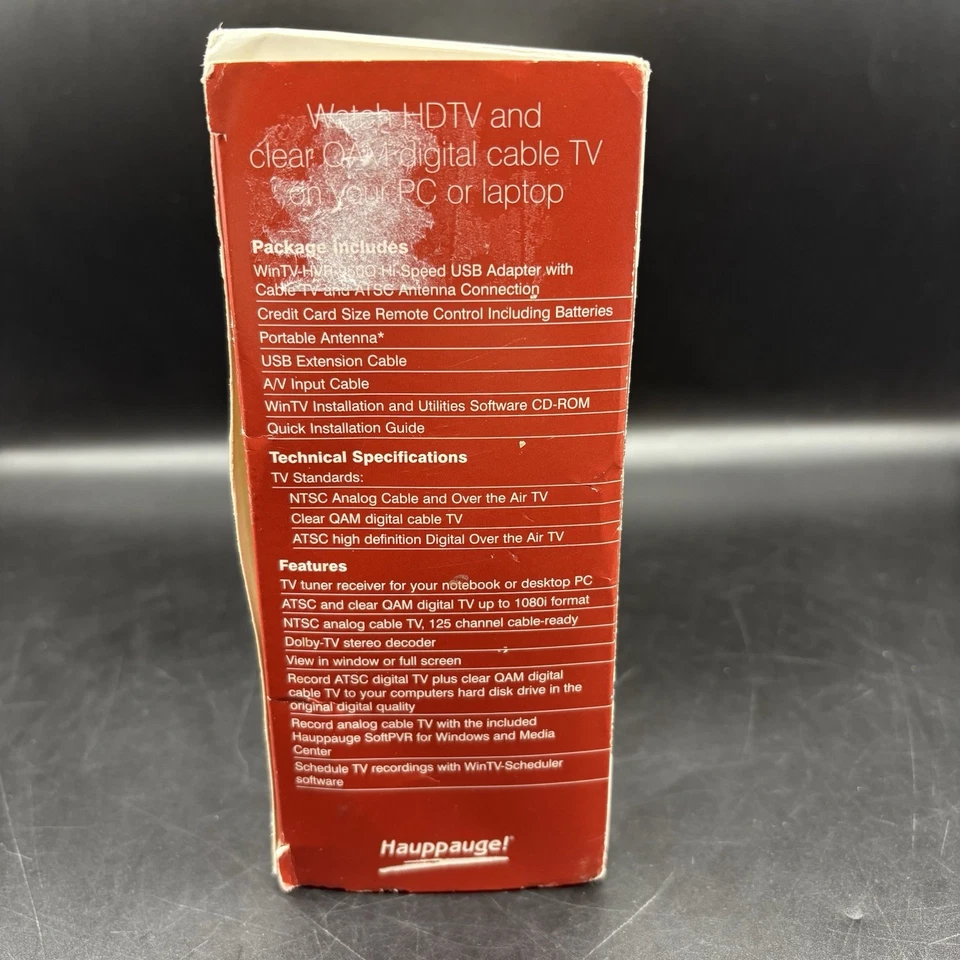 Watch HDTV and
clear QAM digital cable TV
on your PC or laptop
Package Includes
WinTV-HVR-950Q Hi-Speed USB Adapter with
Cable TV and ATSC Antenna Connection
Credit Card Size Remote Control Including Batteries
Portable Antenna*
USB Extension Cable
A/V Input Cable
WinTV Installation and Utilities Software CD-ROM
Quick Installation Guide
Technical Specifications
TV Standards:
NTSC Analog Cable and Over the Air TV
Clear QAM digital cable TV
ATSC high definition Digital Over the Air TV
Features
TV tuner receiver for your notebook or desktop PC
ATSC and clear QAM digital TV up to 1080i format
NTSC analog cable TV, 125 channel cable-ready
Dolby-TV stereo decoder
View in window or full screen
Record ATSC digital TV plus clear QAM digital
cable TV to your computers hard disk drive in the
original digital quality
Record analog cable TV with the included
Hauppauge SoftPVR for Windows and Media
Center
Schedule TV recordings with WinTV-Scheduler
software
Hauppauge!